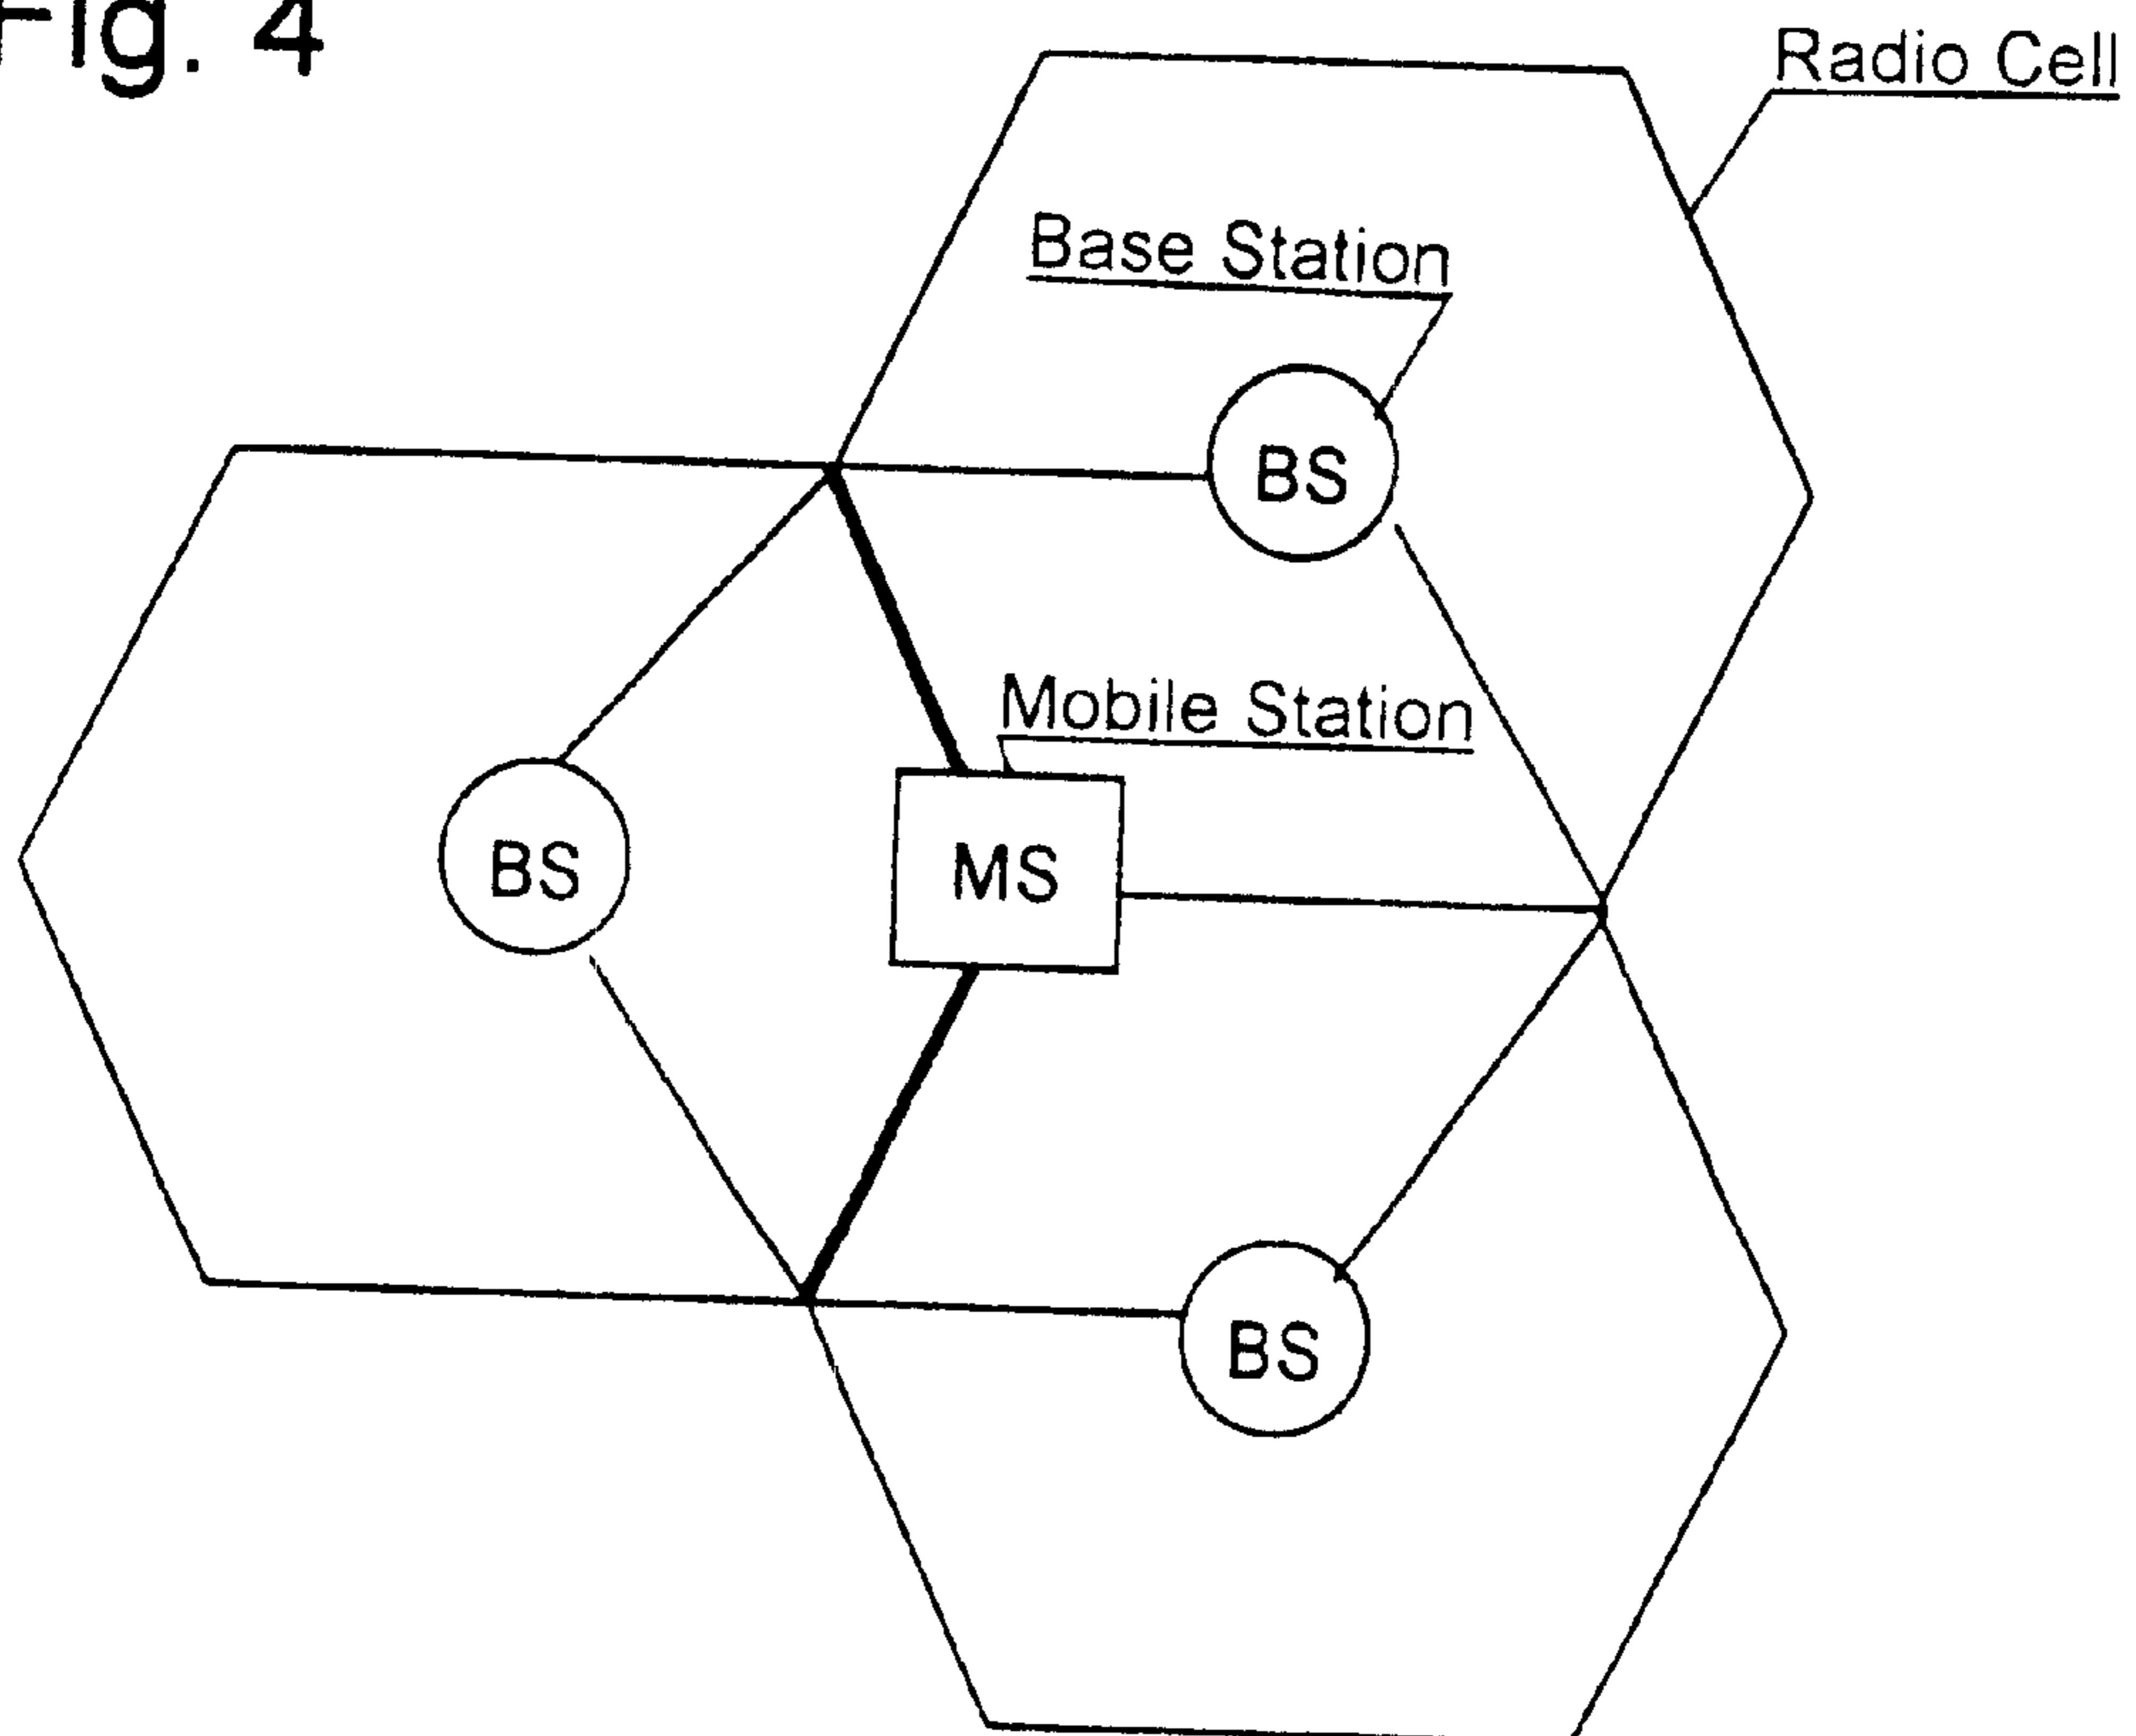 Fig. 4
Radio Cell
Base Station
BS
Mobile Station
BS
MS
BS